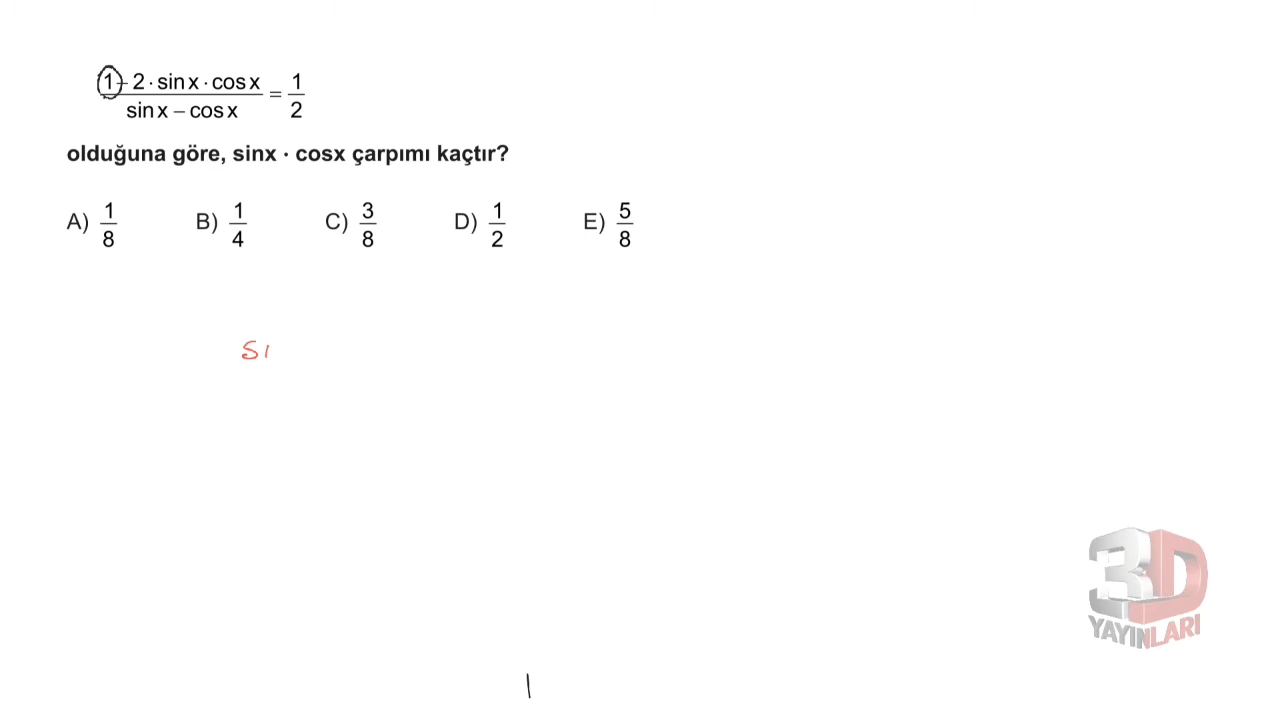 1 - 2 · sinx · cosx / sinx − cosx = 1/2
olduğuna göre, sinx · cosx çarpımı kaçtır?
A) 1/8 B) 1/4 C) 3/8 D) 1/2 E) 5/8
sı
3D
YAYINLARI